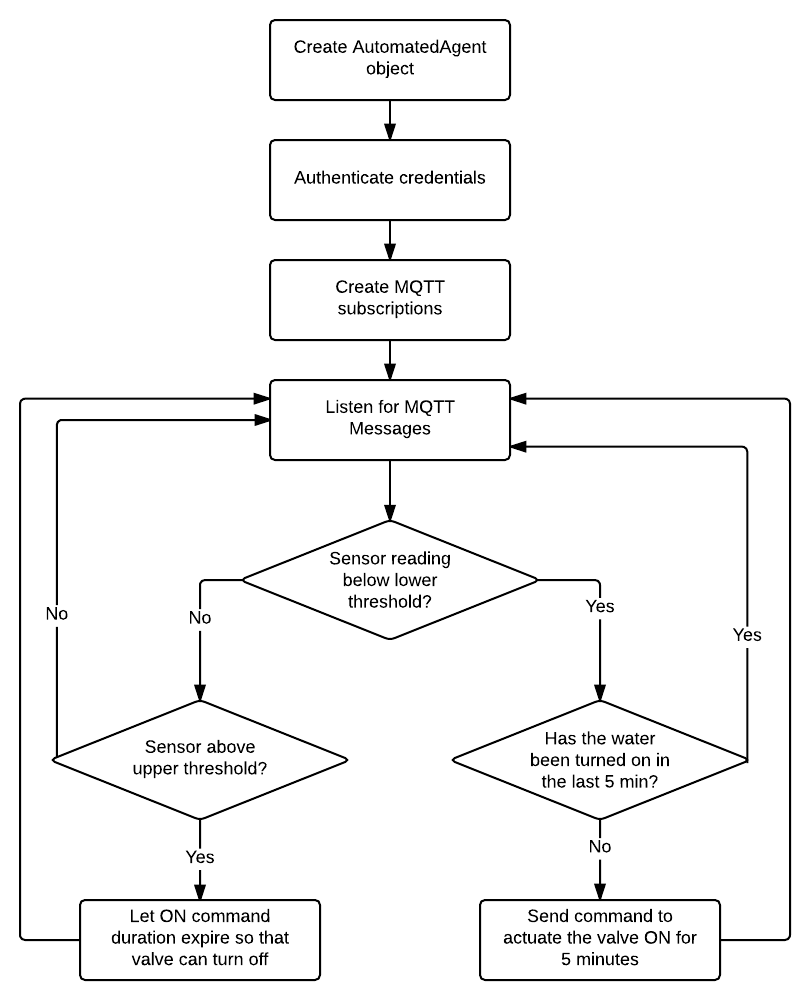 Create AutomatedAgent
object
Authenticate credentials
Create MQTT
subscriptions
Listen for MQTT
Messages
Sensor reading
below lower
threshold?
No
Yes
No
Yes
Sensor above
upper threshold?
Has the water
been turned on in
the last 5 min?
Yes
No
Let ON command
duration expire so that
valve can turn off
Send command to
actuate the valve ON for
5 minutes